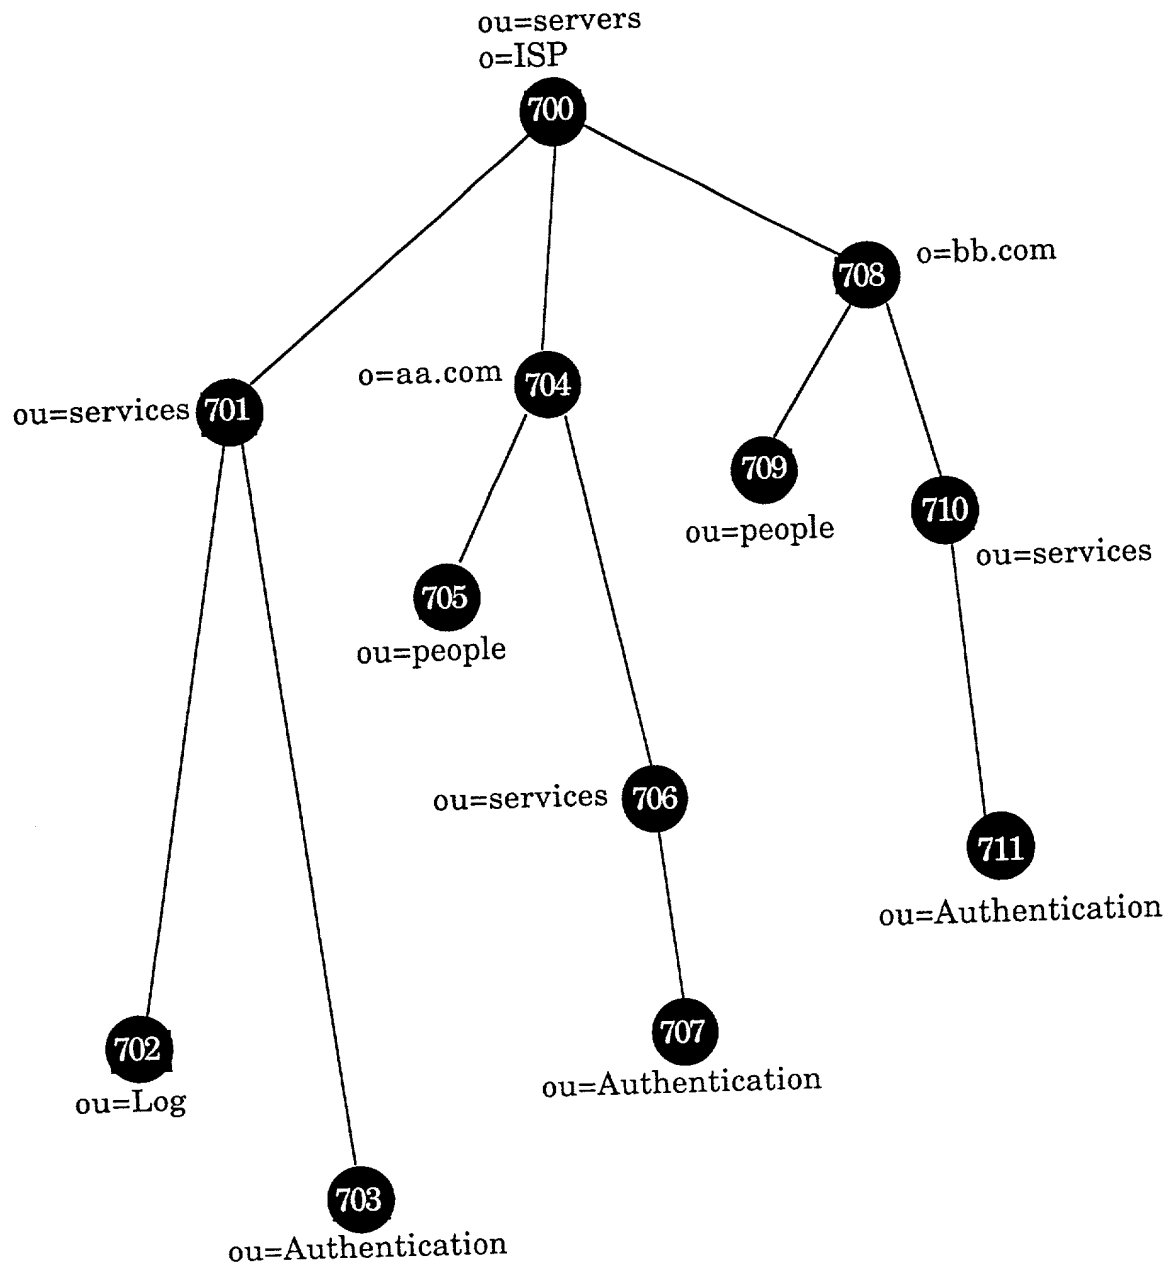 ou=servers
o=ISP
700
708
o=bb.com
o=aa.com
704
ou=services
701
709
ou=people
710
ou=services
705
ou=people
ou=services
706
711
ou=Authentication
707
ou=Authentication
702
ou=Log
703
ou=Authentication